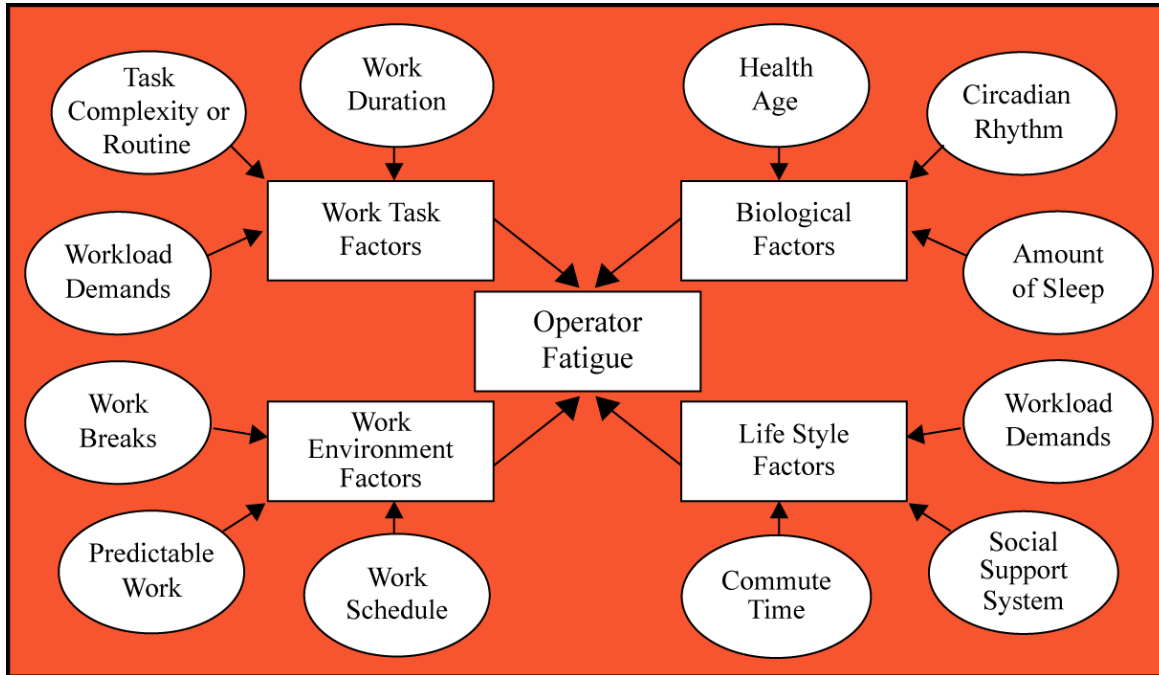 Task
Complexity or
Routine
Work
Duration
Health
Age
Circadian
Rhythm
Work Task
Factors
Biological
Factors
Workload
Demands
Amount
of Sleep
Operator
Fatigue
Work
Breaks
Work
Environment
Factors
Life Style
Factors
Workload
Demands
Predictable
Work
Work
Schedule
Commute
Time
Social
Support
System